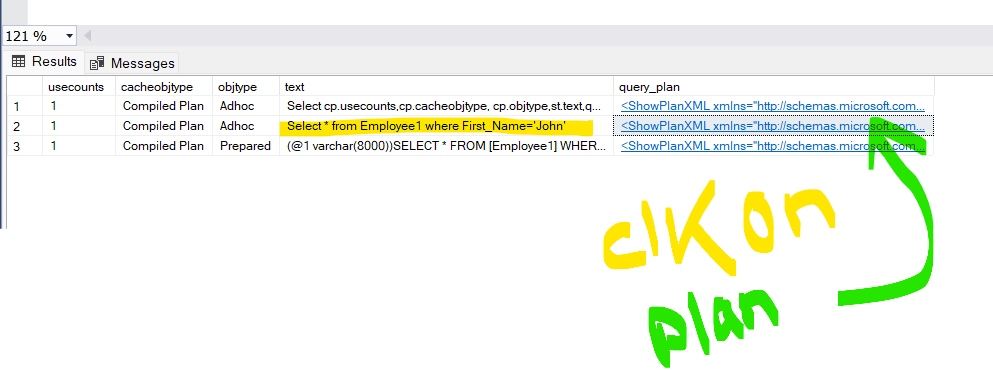 121 %
Results Messages
usecounts cacheobjtype objtype text query_plan
1 1 Compiled Plan Adhoc Select cp.usecounts,cp.cacheobjtype, cp.objtype,st.text,q... <ShowPlanXML xmlns="http://schemas.microsoft.com...
2 1 Compiled Plan Adhoc Select * from Employee1 where First_Name='John' <ShowPlanXML xmlns="http://schemas.microsoft.com...
3 1 Compiled Plan Prepared (@1 varchar(8000))SELECT * FROM [Employee1] WHER... <ShowPlanXML xmlns="http://schemas.microsoft.com...
clK on
plan